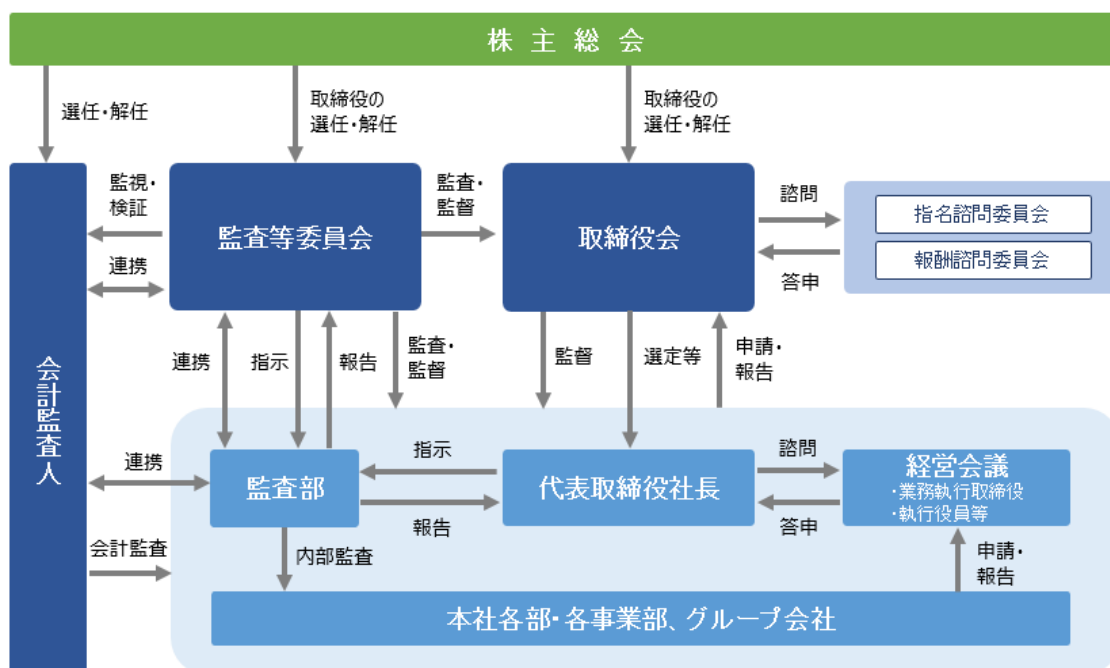 株主総会
選任・解任
取締役の
選任・解任
取締役の
選任・解任
監視・
検証
監査等委員会
監査・
監督
取締役会
諮問
指名諮問委員会
報酬諮問委員会
答申
連携
会計監査人
連携
指示
報告
監査・
監督
監督
選定等
申請・
報告
連携
監査部
指示
報告
代表取締役社長
諮問
答申
経営会議
・業務執行取締役
・執行役員等
会計監査
内部監査
申請・
報告
本社各部・各事業部、グループ会社